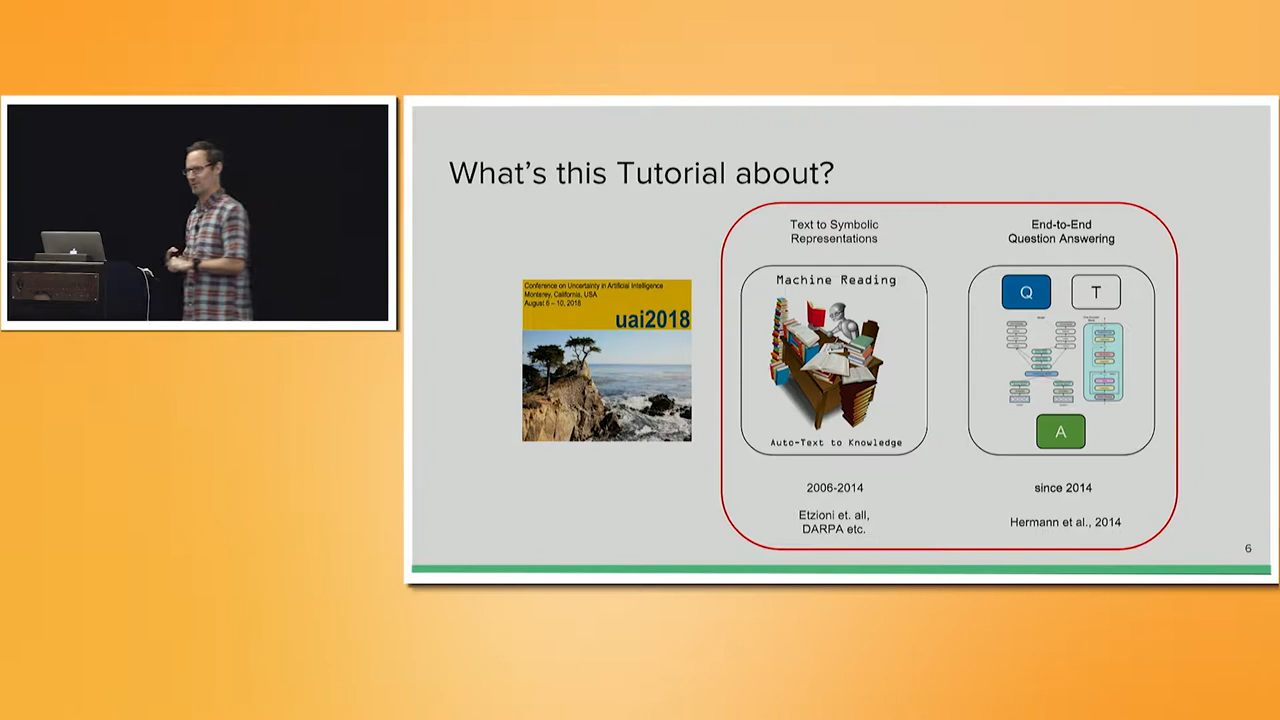 What's this Tutorial about?
Text to Symbolic
Representations
End-to-End
Question Answering
Conference on Uncertainty in Artificial Intelligence
Monterey, California, USA
August 6 – 10, 2018
uai2018
Machine Reading
Auto-Text to Knowledge
Q
T
A
2006-2014
Etzioni et. all,
DARPA etc.
since 2014
Hermann et al., 2014
6